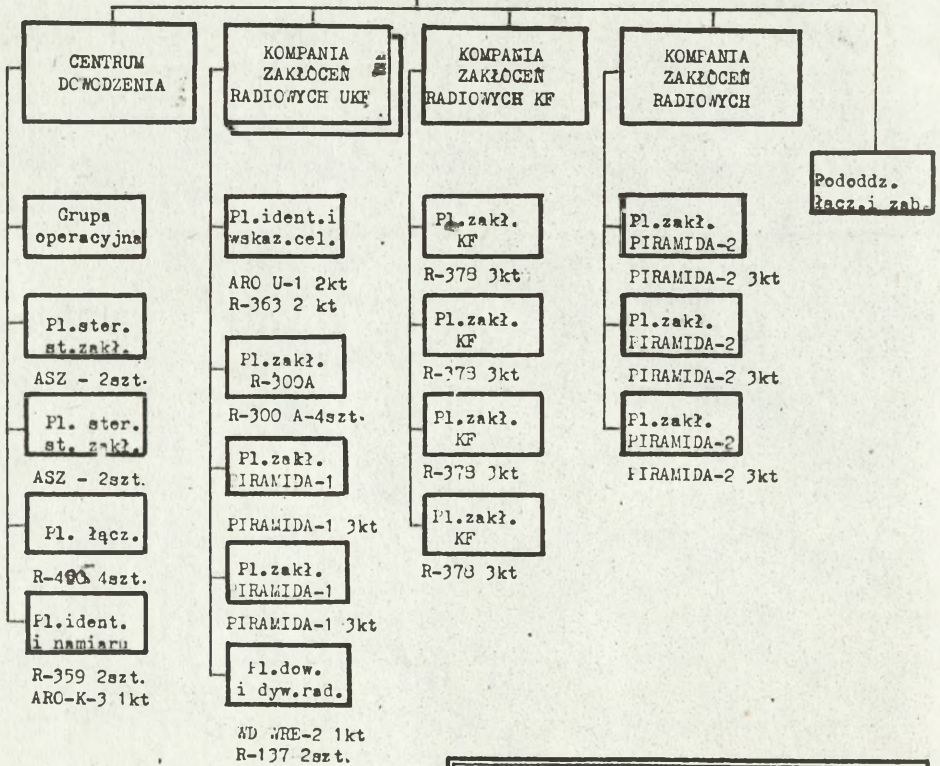 CENTRUM
DOWODZENIA
Grupa
operacyjna
Pl.ster.
st.zakł.
ASZ - 2szt.
Pl. ster.
st. zakł.
ASZ - 2szt.
Pl. łącz.
4szt.
Pl.ident.
i namiaru
R-359 2szt.
ARO-K-3 1kt
KOMPANIA
ZAKŁÓCEŃ
RADIOWYCH UKF
Pl.ident.i
wskaz.cel.
ARO U-1 2kt
R-363 2 kt
Pl.zakł.
R-300A
R-300 A-4szt.
Pl.zakł.
PIRAMIDA-1
PIRAMIDA-1 3kt
Pl.zakł.
PIRAMIDA-1
PIRAMIDA-1 3kt
Pl.dow.
i dyw.rad.
WD WRE-2 1kt
R-137 2szt.
KOMPANIA
ZAKŁÓCEŃ
RADIOWYCH KF
Pl.zakł.
KF
R-378 3kt
Pl.zakł.
KF
R-378 3kt
Pl.zakł.
KF
R-378 3kt
Pl.zakł.
KF
R-378 3kt
KOMPANIA
ZAKŁÓCEŃ
RADIOWYCH
Pl.zakł.
PIRAMIDA-2
PIRAMIDA-2 3kt
Pl.zakł.
PIRAMIDA-2
PIRAMIDA-2 3kt
Pl.zakł.
PIRAMIDA-2
PIRAMIDA-2 3kt
Pododdz.
łącz.i zab.